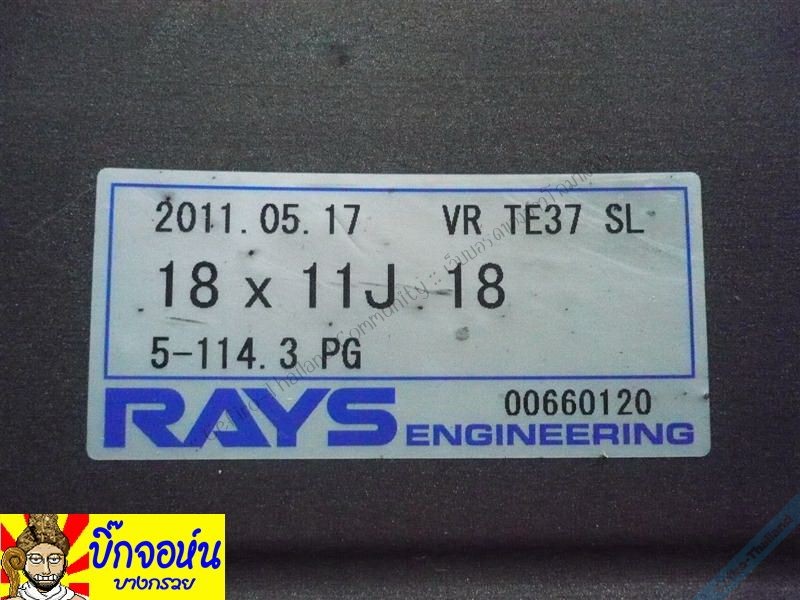 2011.05.17 VR TE37 SL
18 x 11J 18
5-114.3 PG
00660120
RAYS ENGINEERING
บิ๊กจอห์น
บางกรวย